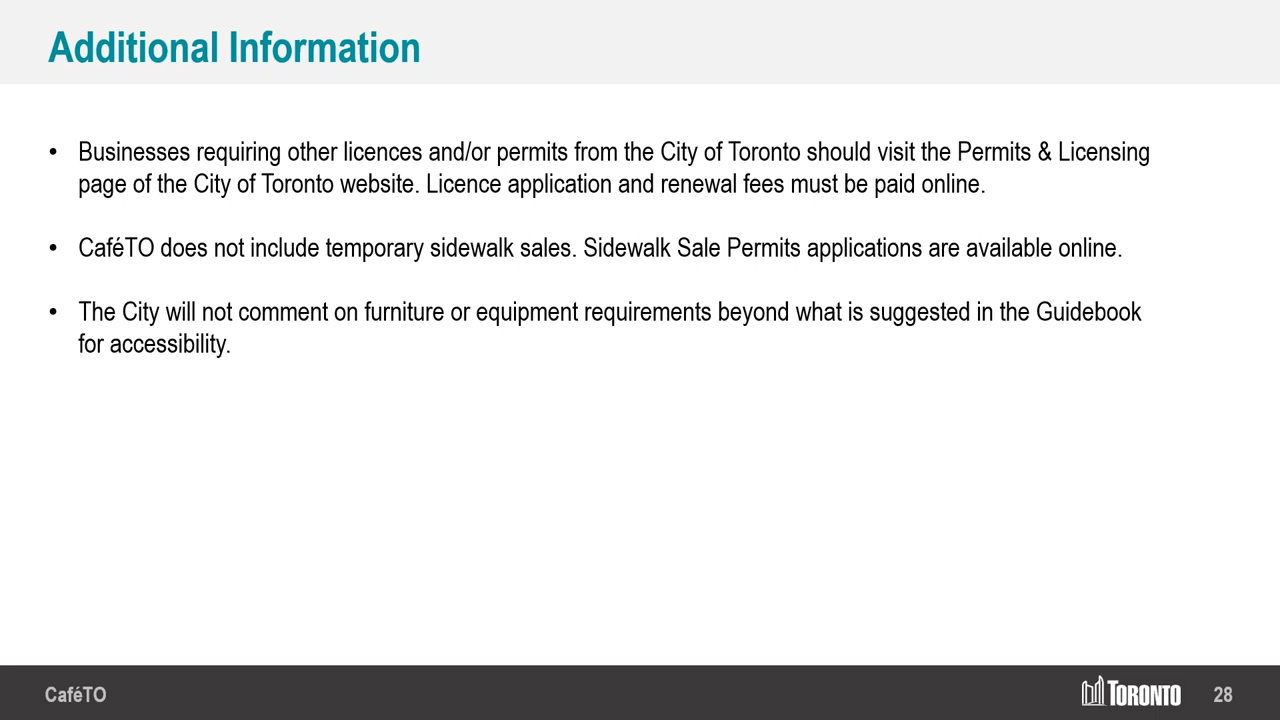 Additional Information
• Businesses requiring other licences and/or permits from the City of Toronto should visit the Permits & Licensing
page of the City of Toronto website. Licence application and renewal fees must be paid online.
• CaféTO does not include temporary sidewalk sales. Sidewalk Sale Permits applications are available online.
• The City will not comment on furniture or equipment requirements beyond what is suggested in the Guidebook
for accessibility.
CaféTO
TORONTO
28